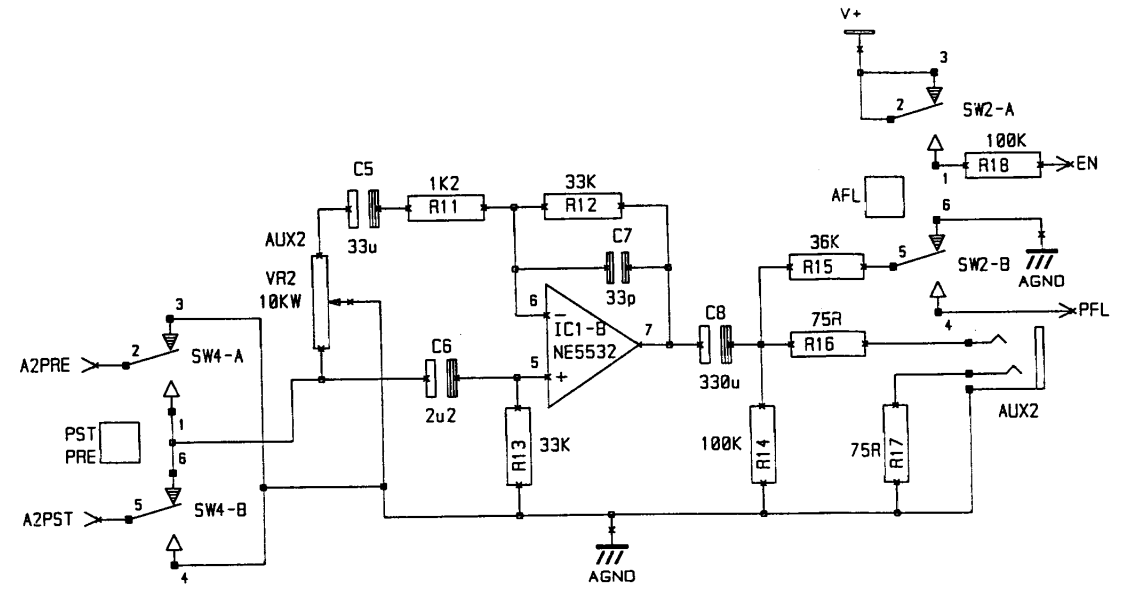 V+
3
2
SW2-A
100K
R18
EN
1
AFL
6
5
SW2-B
AGND
PFL
4
C5
33u
1K2
R11
33K
R12
C7
33p
AUX2
VR2
10KW
6
5
7
IC1-B
NE5532
C6
2u2
R13
33K
C8
330u
36K
R15
75R
R16
100K
R14
75R
R17
AUX2
A2PRE
3
2
SW4-A
1
PST
PRE
6
5
A2PST
SW4-B
4
AGND